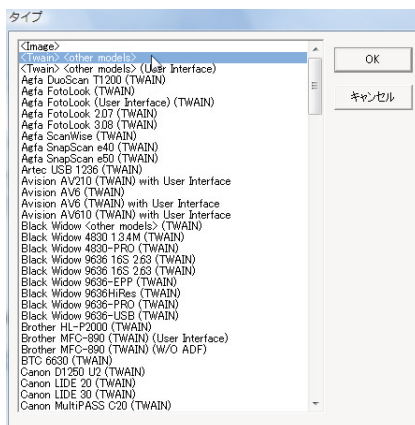 タイプ
<Image>
<Twain> <other models>
<Twain> <other models> (User Interface)
Agfa DuoScan T1200 (TWAIN)
Agfa FotoLook (TWAIN)
Agfa FotoLook (User Interface) (TWAIN)
Agfa FotoLook 2.07 (TWAIN)
Agfa FotoLook 3.08 (TWAIN)
Agfa ScanWise (TWAIN)
Agfa SnapScan e40 (TWAIN)
Agfa SnapScan e50 (TWAIN)
Artec USB 1236 (TWAIN)
Avision AV210 (TWAIN) with User Interface
Avision AV6 (TWAIN)
Avision AV6 (TWAIN) with User Interface
Avision AV610 (TWAIN) with User Interface
Black Widow <other models> (TWAIN)
Black Widow 4830 1.3.4M (TWAIN)
Black Widow 4830-PRO (TWAIN)
Black Widow 9636 16S 2.63 (TWAIN)
Black Widow 9636 16S 2.63 (TWAIN)
Black Widow 9636-EPP (TWAIN)
Black Widow 9636HiRes (TWAIN)
Black Widow 9636-PRO (TWAIN)
Black Widow 9636-USB (TWAIN)
Brother HL-P2000 (TWAIN)
Brother MFC-890 (TWAIN) (User Interface)
Brother MFC-890 (TWAIN) (W/O ADF)
BTC 6630 (TWAIN)
Canon D1250 U2 (TWAIN)
Canon LIDE 20 (TWAIN)
Canon LIDE 30 (TWAIN)
Canon MultiPASS C20 (TWAIN)
OK
キャンセル